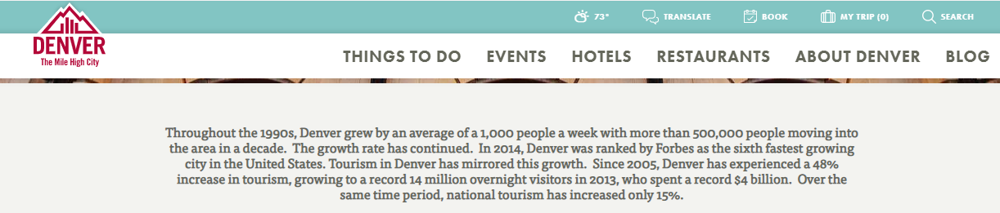 73°
TRANSLATE
BOOK
MY TRIP (0)
SEARCH
DENVER
The Mile High City
THINGS TO DO
EVENTS
HOTELS
RESTAURANTS
ABOUT DENVER
BLOG
Throughout the 1990s, Denver grew by an average of a 1,000 people a week with more than 500,000 people moving into
the area in a decade.  The growth rate has continued.  In 2014, Denver was ranked by Forbes as the sixth fastest growing
city in the United States. Tourism in Denver has mirrored this growth.  Since 2005, Denver has experienced a 48%
increase in tourism, growing to a record 14 million overnight visitors in 2013, who spent a record $4 billion.  Over the
same time period, national tourism has increased only 15%.